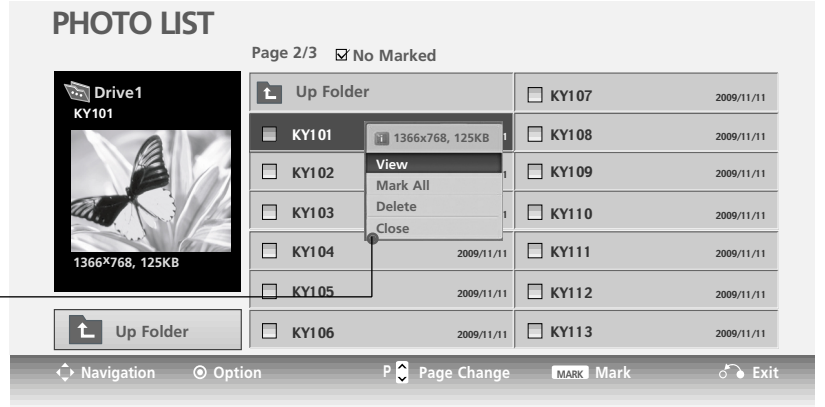 PHOTO LIST
Page 2/3 No Marked
Drive1
KY101
1366x768, 125KB
Up Folder
Up Folder
KY101
1366x768, 125KB
View
Mark All
Delete
Close
KY102
KY103
KY104 2009/11/11
KY105 2009/11/11
KY106 2009/11/11
KY107 2009/11/11
KY108 2009/11/11
KY109 2009/11/11
KY110 2009/11/11
KY111 2009/11/11
KY112 2009/11/11
KY113 2009/11/11
Navigation Option P Page Change MARK Mark Exit